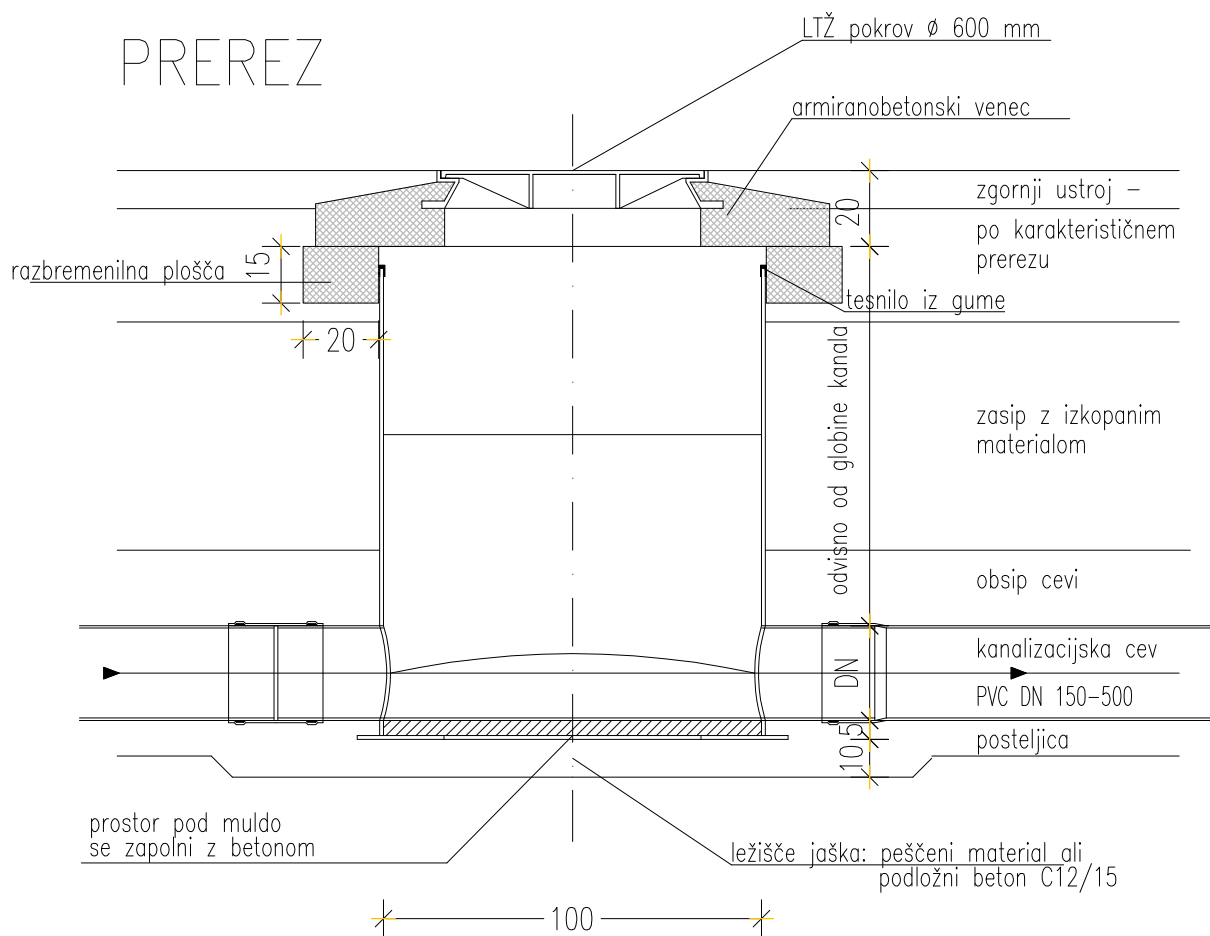 PREREZ
LTŽ pokrov ø 600 mm
armiranobetonski venec
zgornji ustroj –
po karakterističnem
prerezu
20
razbremenilna plošča
15
tesnilo iz gume
20
odvisno od globine kanala
zasip z izkopanim
materialom
obsip cevi
kanalizacijska cev
PVC DN 150-500
DN
posteljica
5
10
prostor pod muldo
se zapolni z betonom
ležišče jaška: peščeni material ali
podložni beton C12/15
100